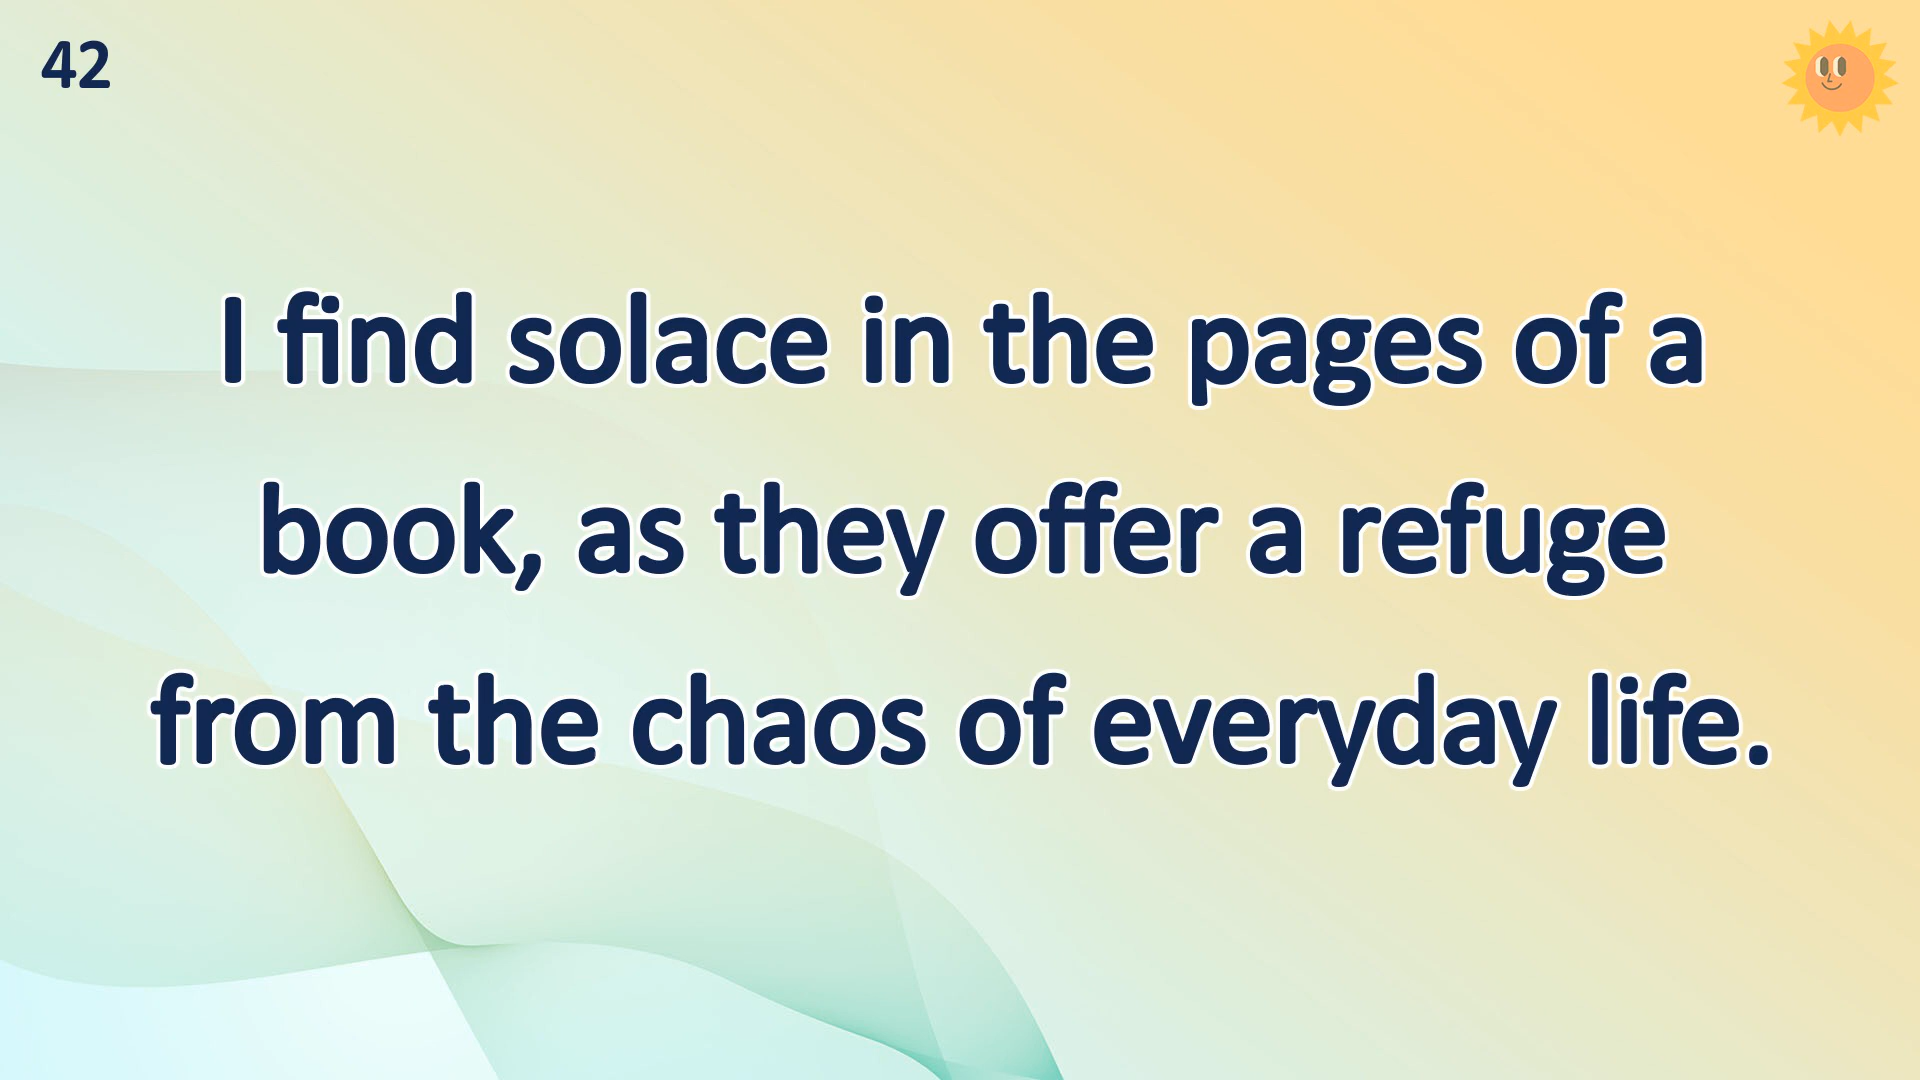 42
I find solace in the pages of a
book, as they offer a refuge
from the chaos of everyday life.